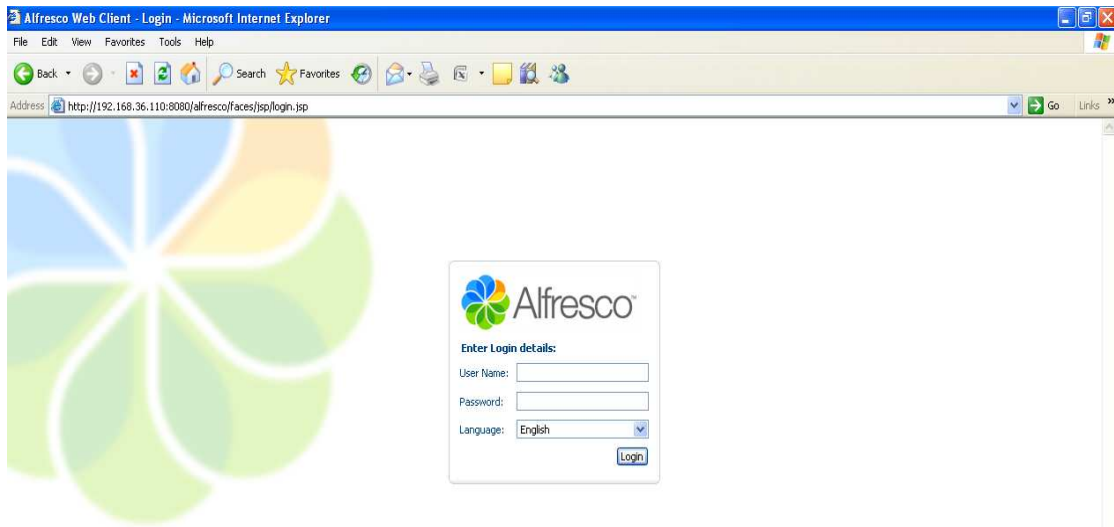 Alfresco Web Client - Login - Microsoft Internet Explorer
File Edit View Favorites Tools Help
Back Search Favorites
Address http://192.168.36.110:8080/alfresco/faces/jsp/login.jsp Go Links »
Alfresco™
Enter Login details:
User Name:
Password:
Language: English
Login